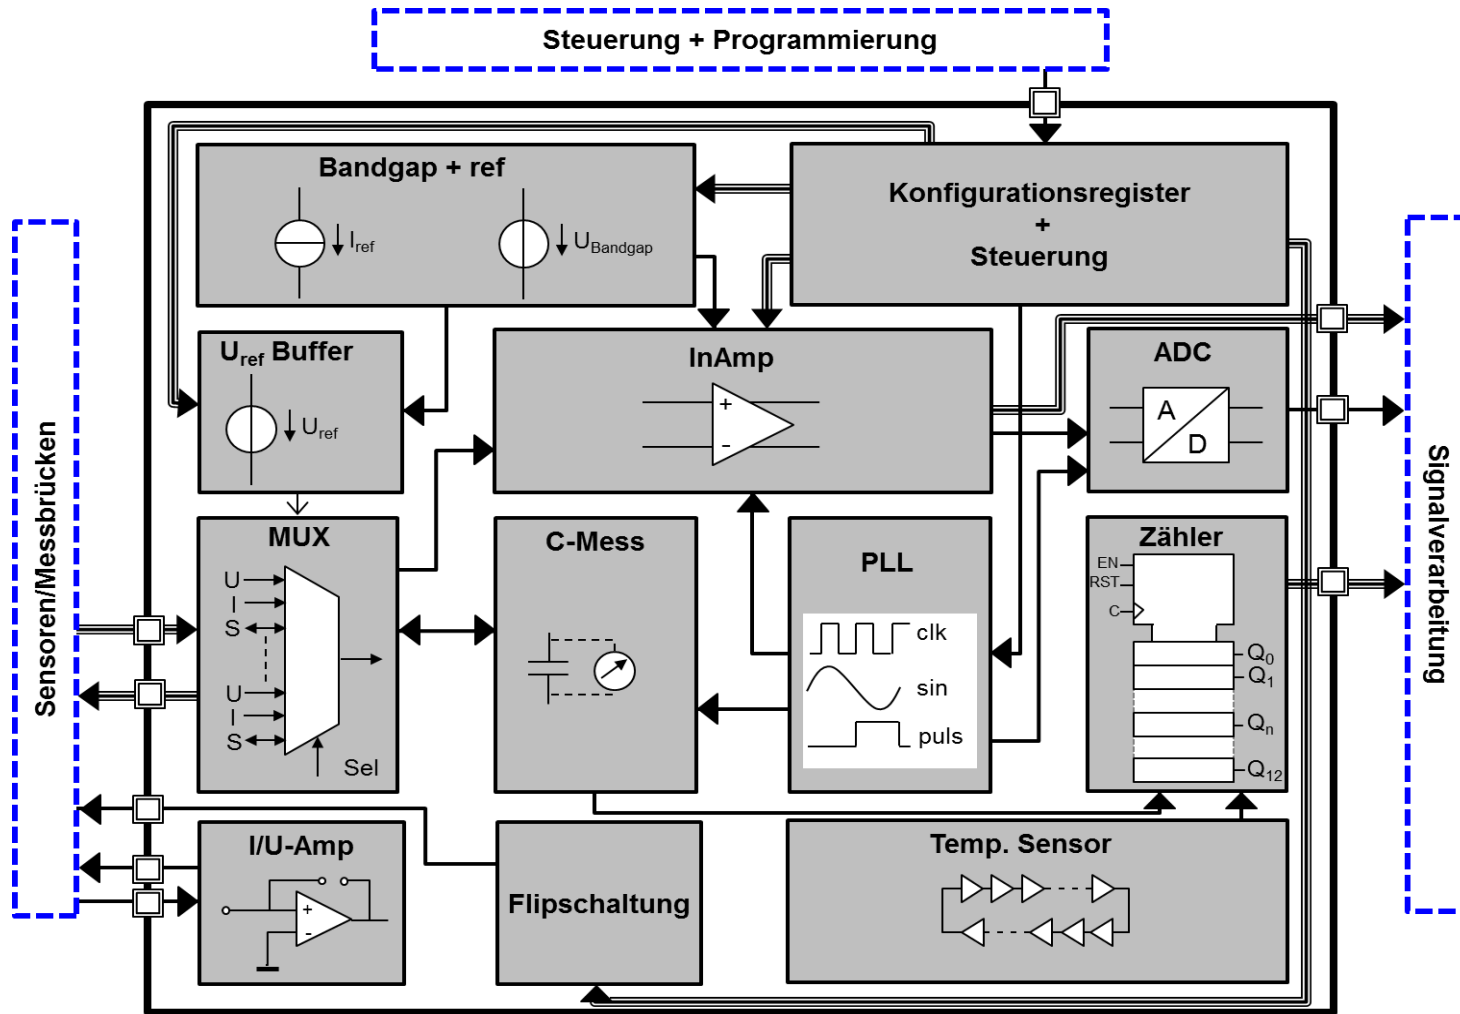 Steuerung + Programmierung
Bandgap + ref
Iref
UBandgap
Konfigurationsregister
+
Steuerung
Sensoren/Messbrücken
Uref Buffer
Uref
InAmp
+
-
ADC
A
D
Signalverarbeitung
MUX
U
I
S
U
I
S
Sel
C-Mess
PLL
clk
sin
puls
Zähler
EN
RST
C
Q0
Q1
Qn
Q12
I/U-Amp
+
-
Flipschaltung
Temp. Sensor